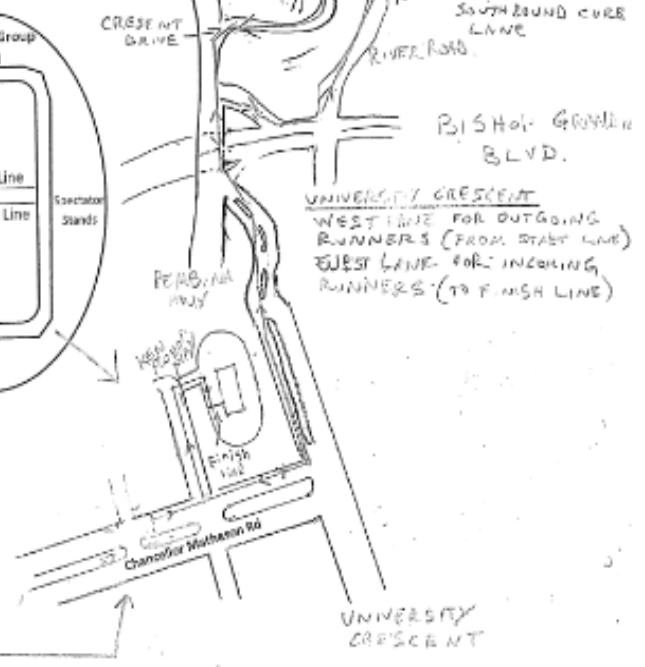 CRESENT
DRIVE
SOUTHBOUND CURB
LANE
RIVER ROAD.
Group
Line
Line
Spectator
Stands
BISHOP GRANDIN
BLVD.
UNIVERSITY CRESCENT
WEST LANE FOR OUTGOING
RUNNERS (FROM START LINE)
LANE FOR INCOMING
RUNNERS (TO FINISH LINE)
PEMBINA
HWY
Finish
Line
Chancellor Matheson Rd
UNIVERSITY
CRESCENT